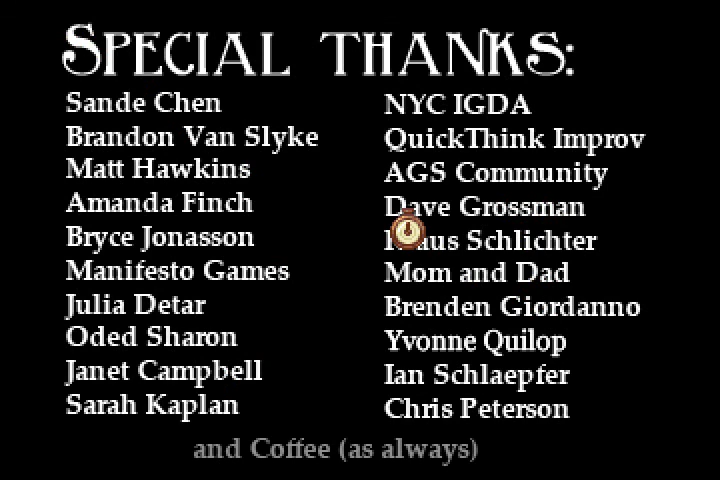 Special thanks:
Sande Chen
Brandon Van Slyke
Matt Hawkins
Amanda Finch
Bryce Jonasson
Manifesto Games
Julia Detar
Oded Sharon
Janet Campbell
Sarah Kaplan
NYC IGDA
QuickThink Improv
AGS Community
Dave Grossman
Schlichter
Mom and Dad
Brenden Giordanno
Yvonne Quilop
Ian Schlaepfer
Chris Peterson
and Coffee (as always)